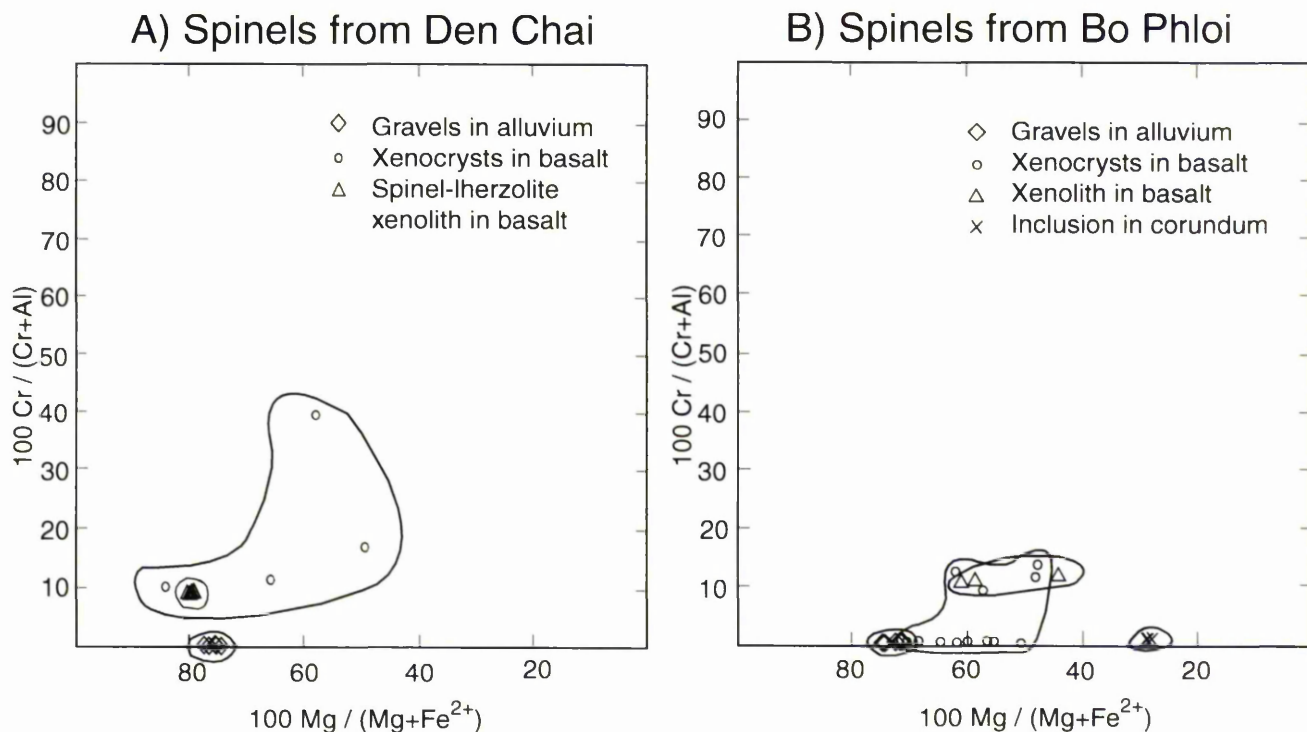 A) Spinels from Den Chai
90
80
70
60
50
40
30
20
10
100 Cr / (Cr+Al)
Gravels in alluvium
Xenocrysts in basalt
Spinel-lherzolite
xenolith in basalt
80
60
40
20
100 Mg / (Mg+Fe²⁺)
B) Spinels from Bo Phloi
90
80
70
60
50
40
30
20
10
100 Cr / (Cr+Al)
Gravels in alluvium
Xenocrysts in basalt
Xenolith in basalt
Inclusion in corundum
80
60
40
20
100 Mg / (Mg+Fe²⁺)